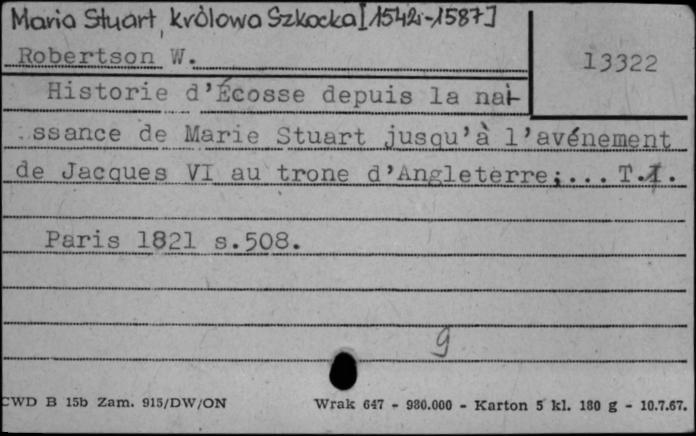 Maria Stuart, królowa Szkocka [1542-1587]
Robertson W.
13322
Historie d'Écosse depuis la nai-
ssance de Marie Stuart jusqu'à l'avénement
de Jacques VI au trone d'Angleterre;... T.I.
Paris 1821 s.508.
9
CWD B 15b Zam. 915/DW/ON
Wrak 647 - 980.000 - Karton 5 kl. 180 g - 10.7.67.